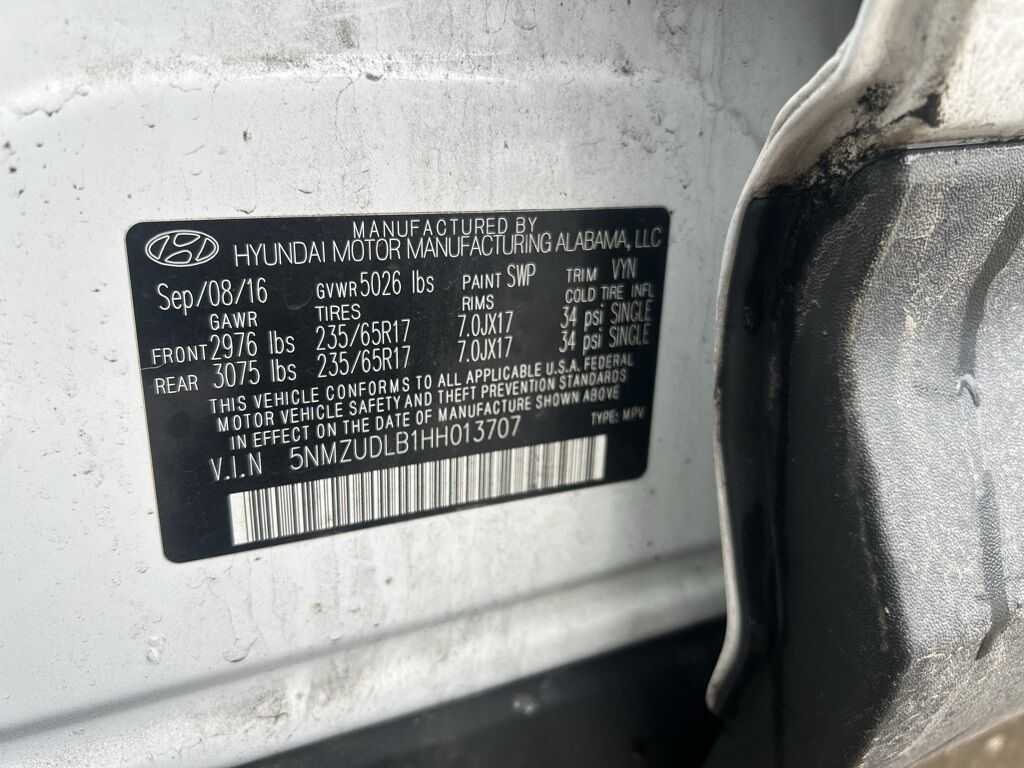 MANUFACTURED BY
HYUNDAI MOTOR MANUFACTURING ALABAMA, LLC
Sep/08/16 GVWR 5026 lbs PAINT SWP TRIM VYN
GAWR TIRES RIMS COLD TIRE INFL
FRONT 2976 lbs 235/65R17 7.0JX17 34 psi SINGLE
REAR 3075 lbs 235/65R17 7.0JX17 34 psi SINGLE
THIS VEHICLE CONFORMS TO ALL APPLICABLE U.S.A. FEDERAL
MOTOR VEHICLE SAFETY AND THEFT PREVENTION STANDARDS
IN EFFECT ON THE DATE OF MANUFACTURE SHOWN ABOVE
V.I.N 5NMZUDLB1HH013707 TYPE: MPV